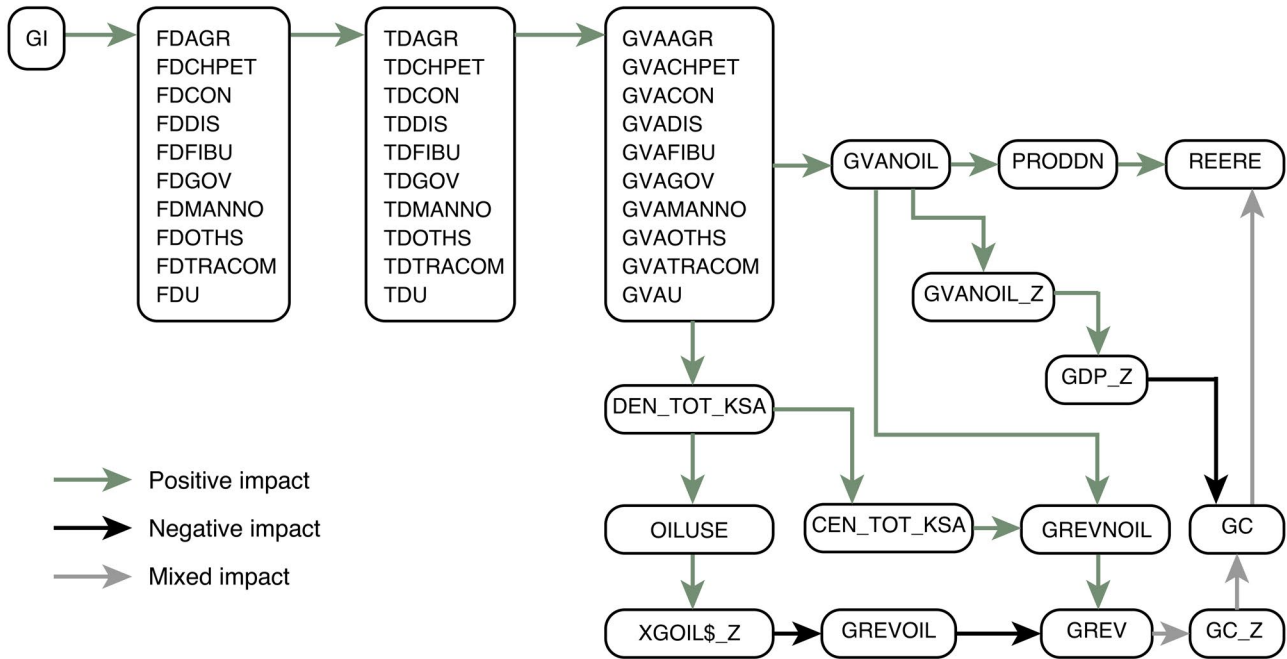 GI
FDAGR
FDCHPET
FDCON
FDDIS
FDFIBU
FDGOV
FDMANNO
FDOTHS
FDTRACOM
FDU
TDAGR
TDCHPET
TDCON
TDDIS
TDFIBU
TDGOV
TDMANNO
TDOTHS
TDTRACOM
TDU
GVAAGR
GVACHPET
GVACON
GVADIS
GVAFIBU
GVAGOV
GVAMANNO
GVAOTHS
GVATRACOM
GVAU
GVANOIL
PRODDN
REERE
GVANOIL_Z
GDP_Z
DEN_TOT_KSA
OILUSE
CEN_TOT_KSA
GREVNOIL
GC
XGOIL$_Z
GREVOIL
GREV
GC_Z
Positive impact
Negative impact
Mixed impact